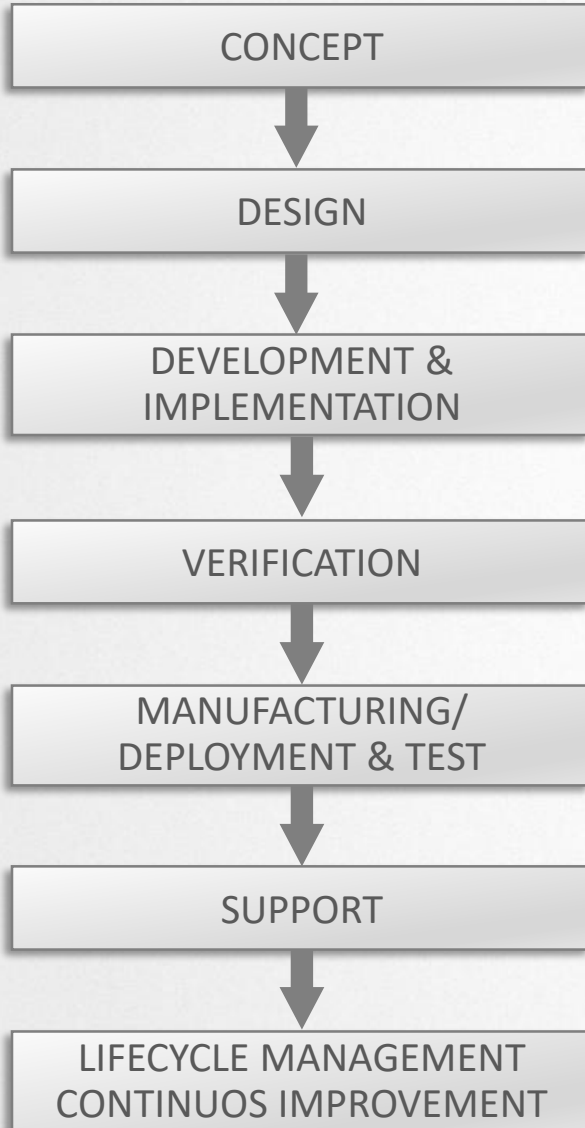 CONCEPT
DESIGN
DEVELOPMENT &
IMPLEMENTATION
VERIFICATION
MANUFACTURING/
DEPLOYMENT & TEST
SUPPORT
LIFECYCLE MANAGEMENT
CONTINUOS IMPROVEMENT